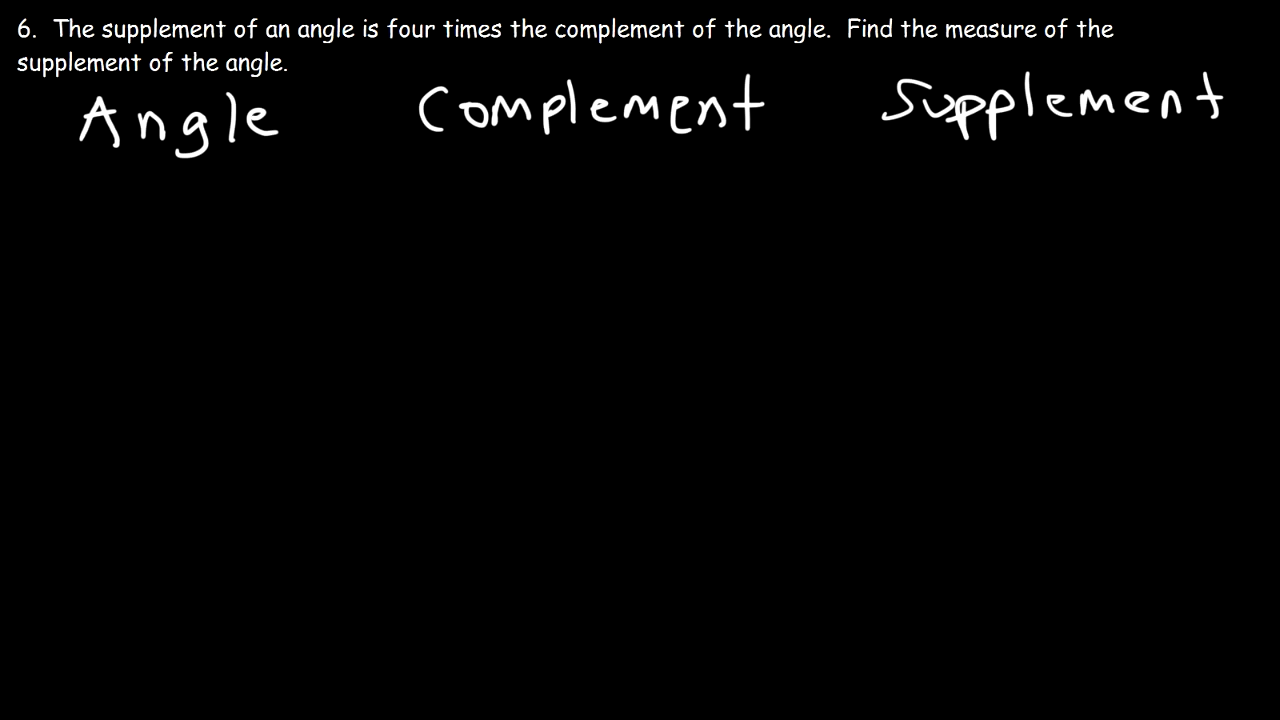 6.  The supplement of an angle is four times the complement of the angle.  Find the measure of the
supplement of the angle.
Angle Complement Supplement